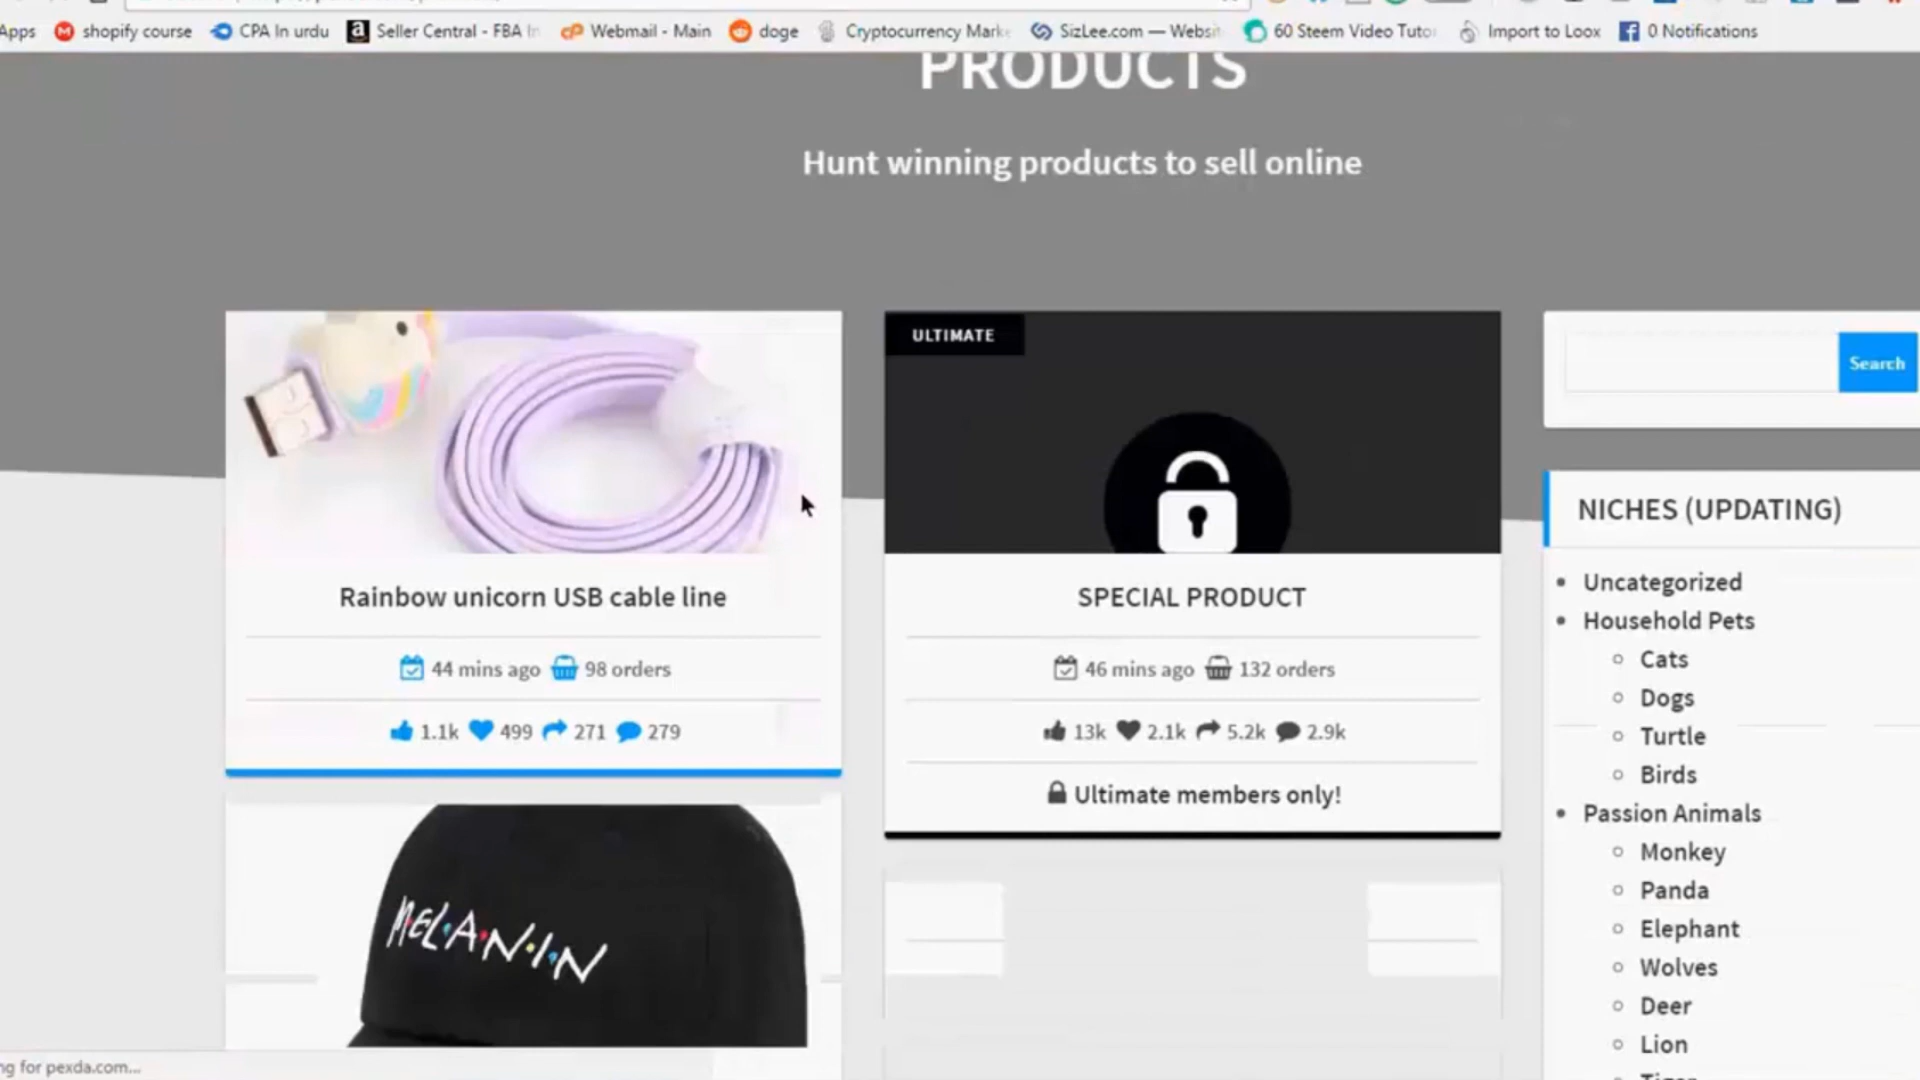 Apps shopify course CPA In urdu Seller Central - FBA In Webmail - Main doge Cryptocurrency Marke SizLee.com — Websit 60 Steem Video Tuto Import to Loox 0 Notifications
PRODUCTS
Hunt winning products to sell online
Rainbow unicorn USB cable line
44 mins ago 98 orders
1.1k 499 271 279
MELANIN
ULTIMATE
SPECIAL PRODUCT
46 mins ago 132 orders
13k 2.1k 5.2k 2.9k
Ultimate members only!
Search
NICHES (UPDATING)
Uncategorized
Household Pets
Cats
Dogs
Turtle
Birds
Passion Animals
Monkey
Panda
Elephant
Wolves
Deer
Lion
ng for pexda.com...